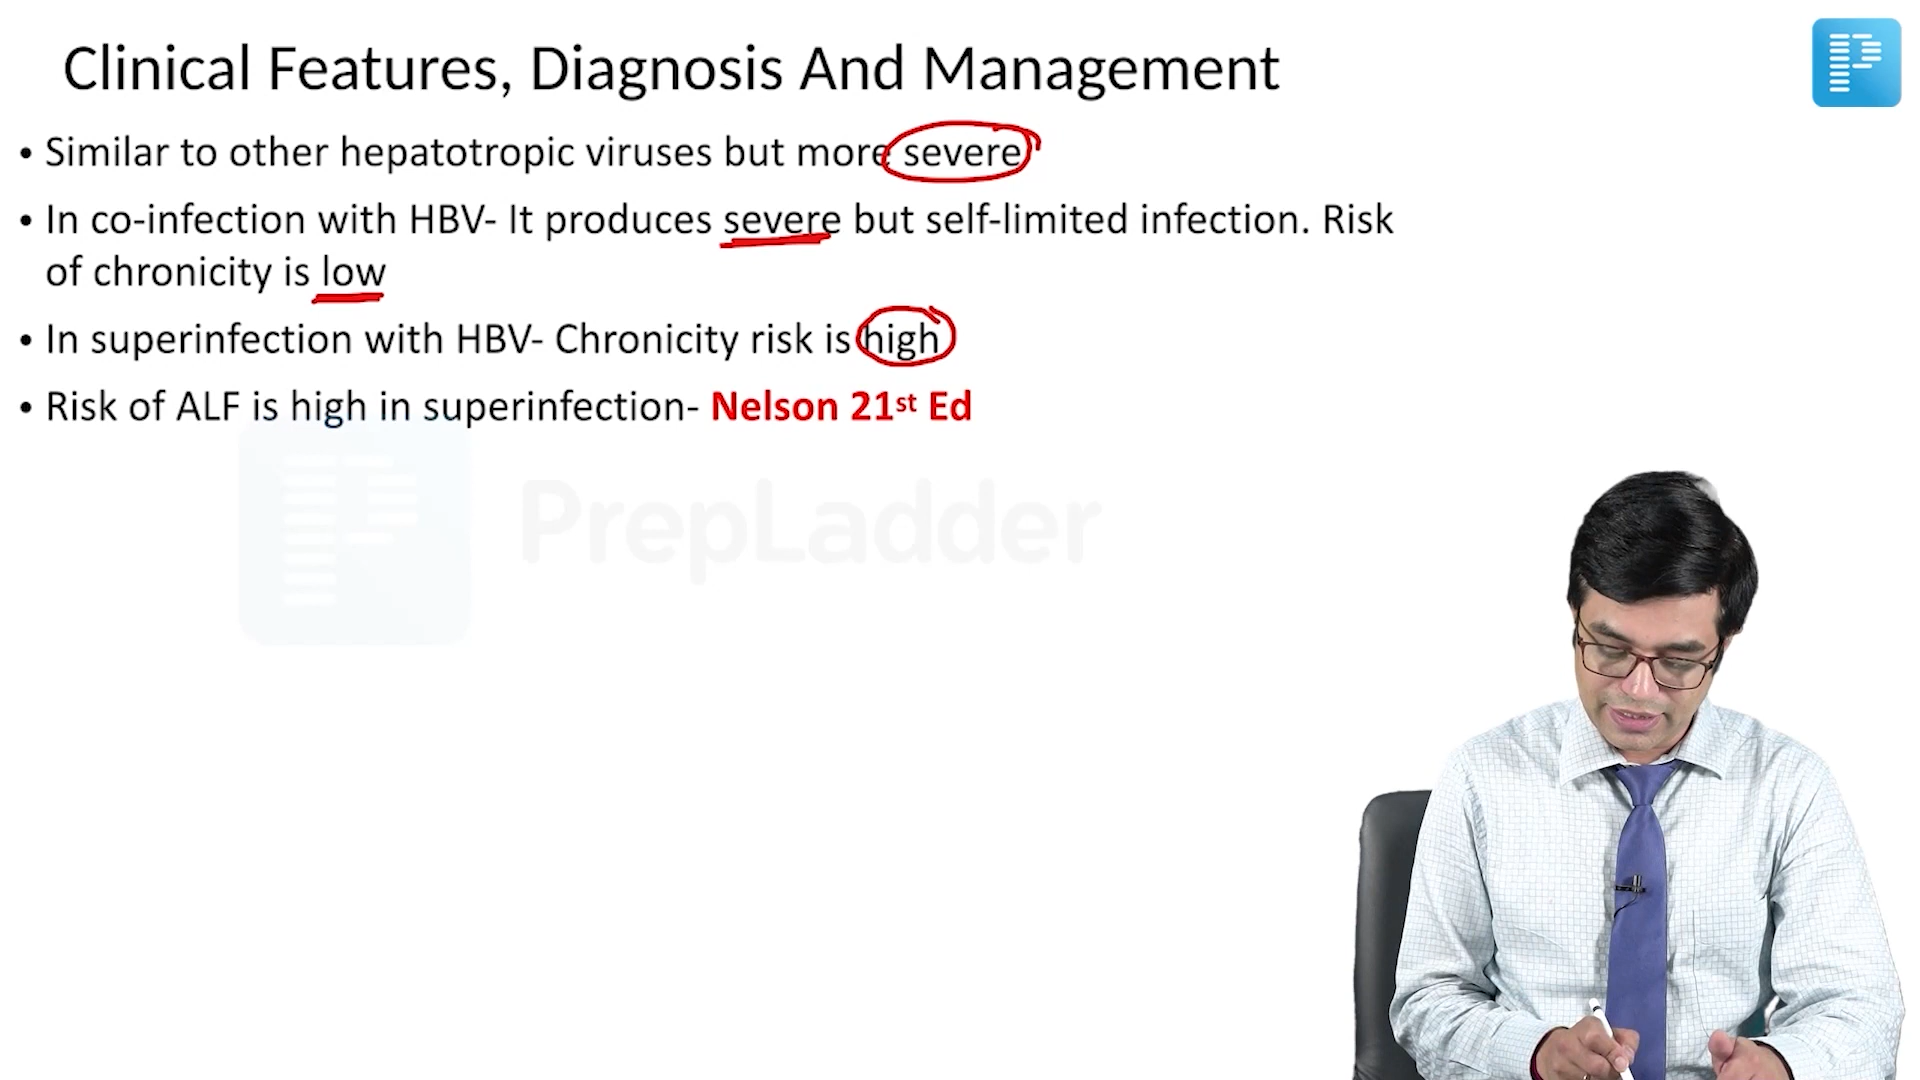 Clinical Features, Diagnosis And Management
• Similar to other hepatotropic viruses but more severe
• In co-infection with HBV- It produces severe but self-limited infection. Risk
of chronicity is low
• In superinfection with HBV- Chronicity risk is high
• Risk of ALF is high in superinfection- Nelson 21st Ed
PrepLadder